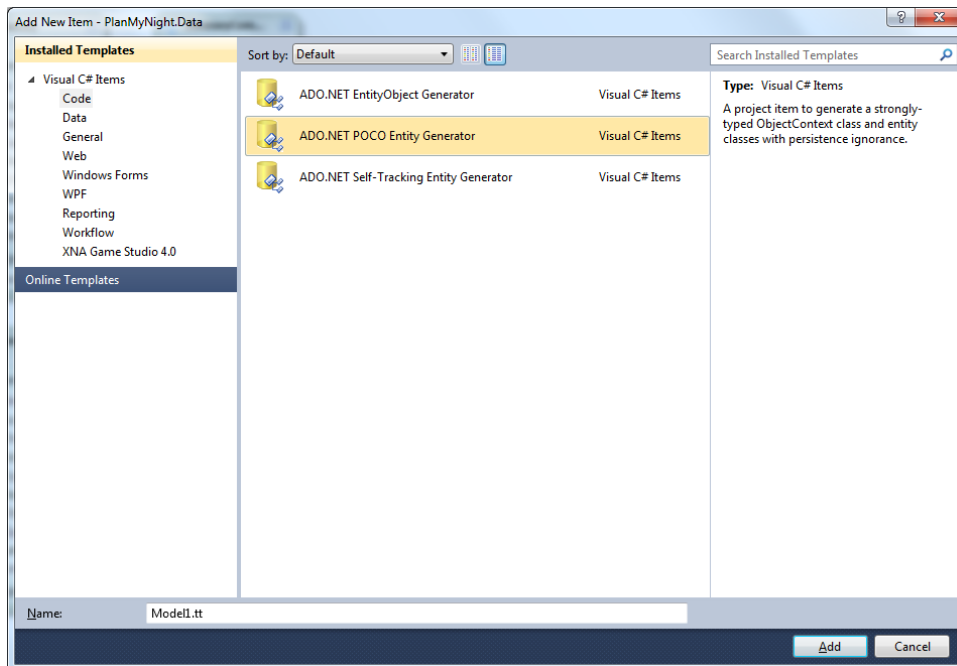 Add New Item - PlanMyNight.Data
Installed Templates
Visual C# Items
Code
Data
General
Web
Windows Forms
WPF
Reporting
Workflow
XNA Game Studio 4.0
Online Templates
Sort by: Default
ADO.NET EntityObject Generator Visual C# Items
ADO.NET POCO Entity Generator Visual C# Items
ADO.NET Self-Tracking Entity Generator Visual C# Items
Search Installed Templates
Type: Visual C# Items
A project item to generate a strongly-
typed ObjectContext class and entity
classes with persistence ignorance.
Name: Model1.tt
Add Cancel